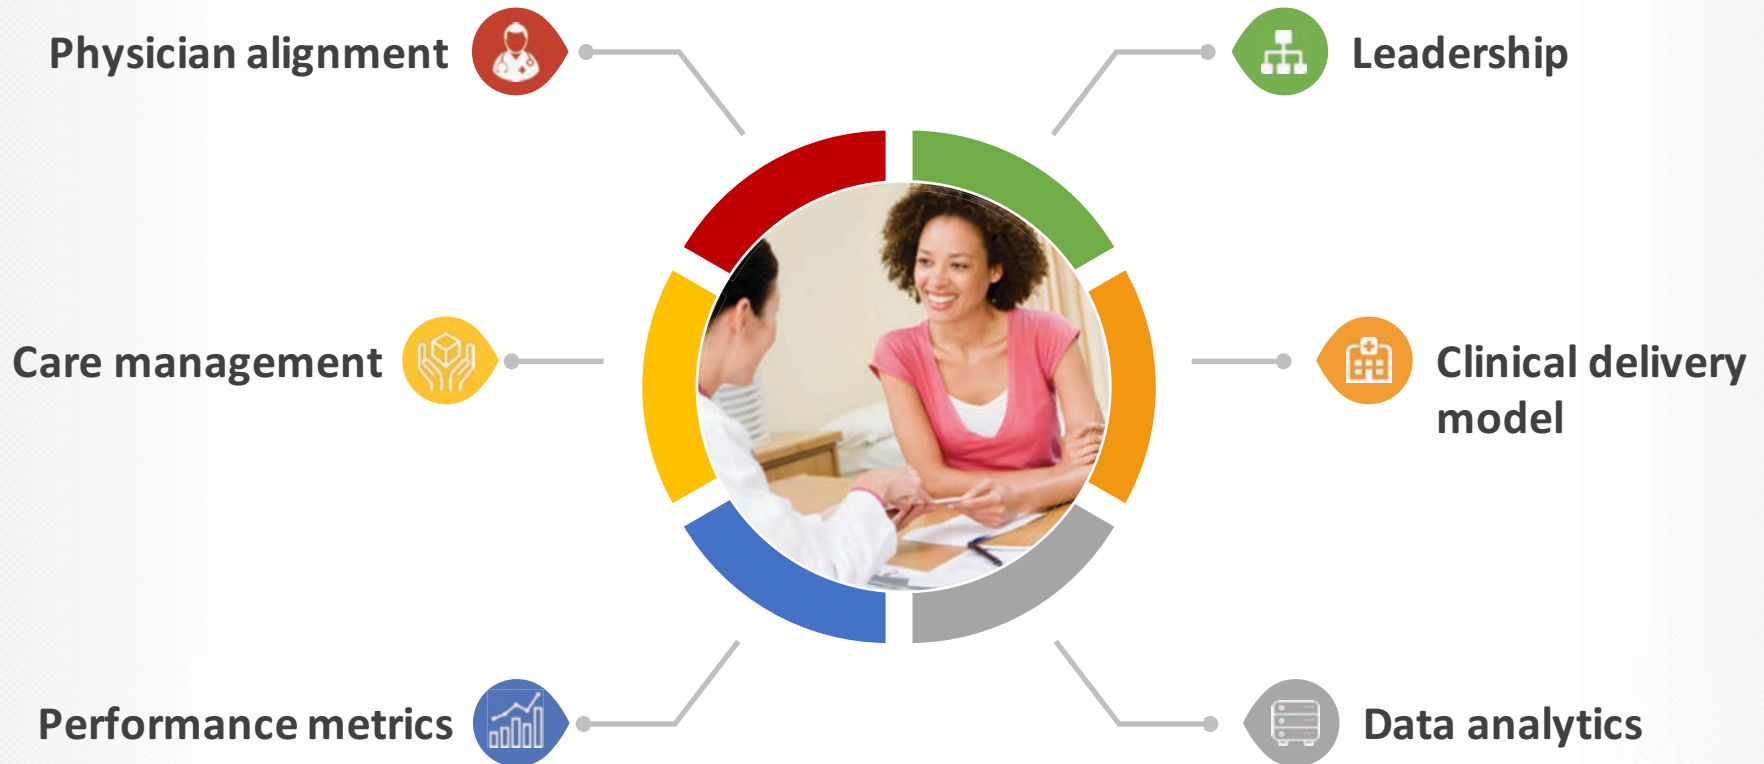 Physician alignment
Leadership
Care management
Clinical delivery
model
Performance metrics
Data analytics